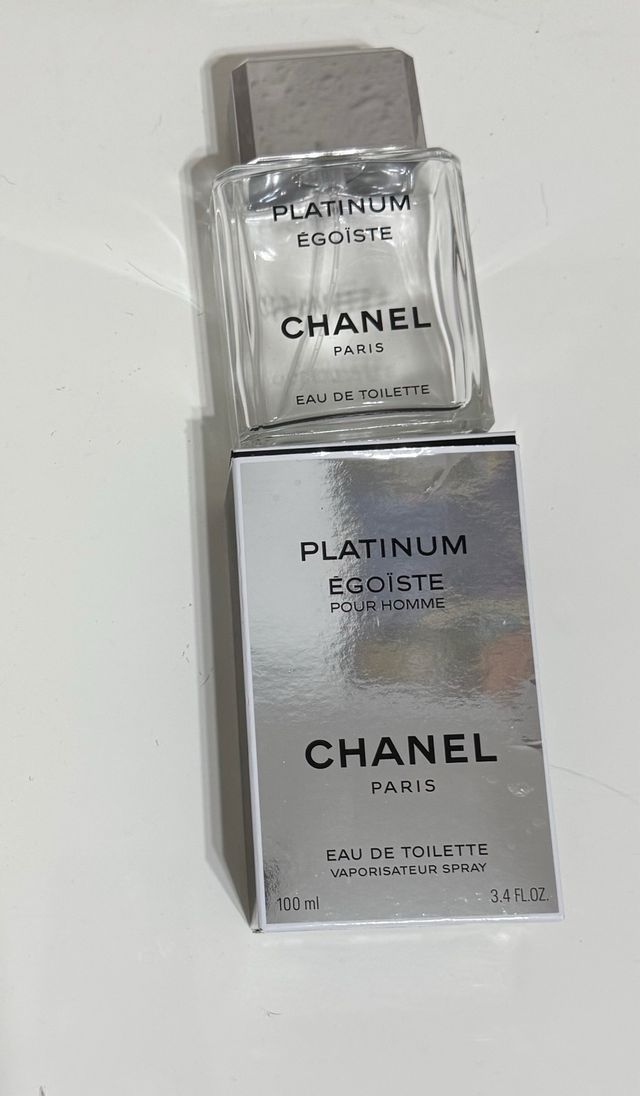 PLATINUM
ÉGOÏSTE
CHANEL
PARIS
EAU DE TOILETTE
PLATINUM
ÉGOÏSTE
POUR HOMME
CHANEL
PARIS
EAU DE TOILETTE
VAPORISATEUR SPRAY
100 ml 3.4 FL.OZ.